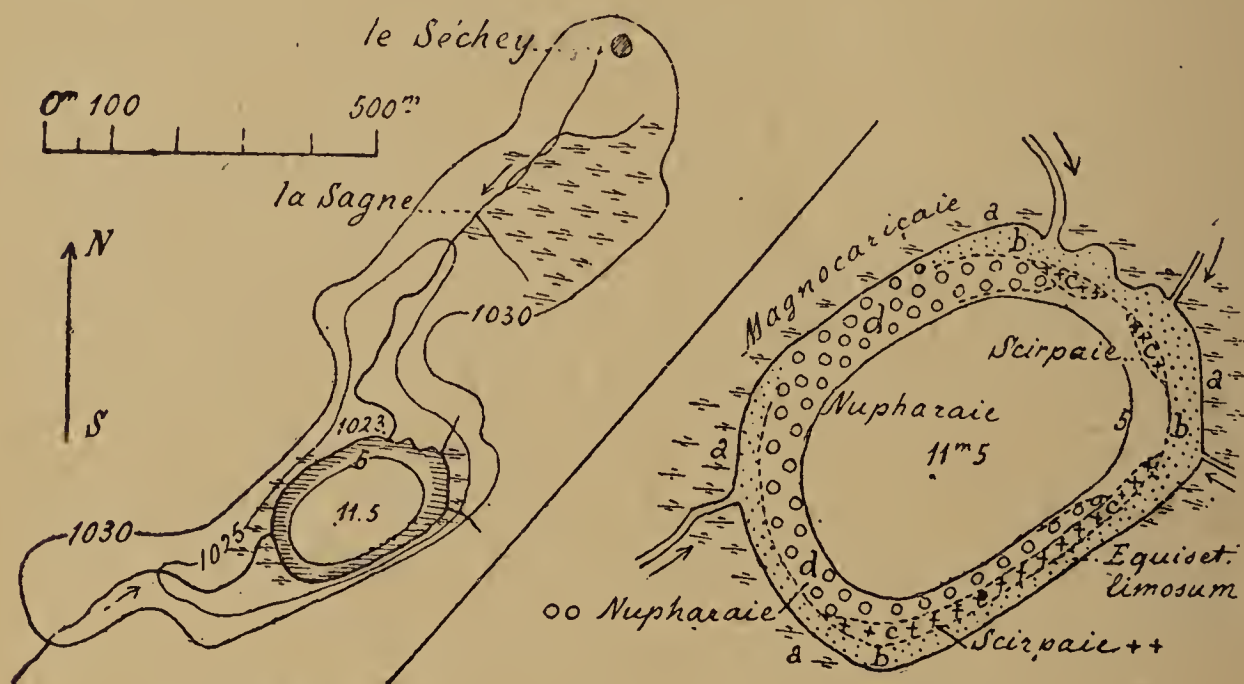 le Séchey
0ᵐ 100 500ᵐ
la Sagne
N
S
1030
1023
5
11.5
1025
1030
Magnocariçaie
a
b
c
d
Scirpaie
c
a
Nupharaie
5
b
a
11ᵐ5
c
d
Equiset.
limosum
oo Nupharaie
c
Scirpaie ++
a
b